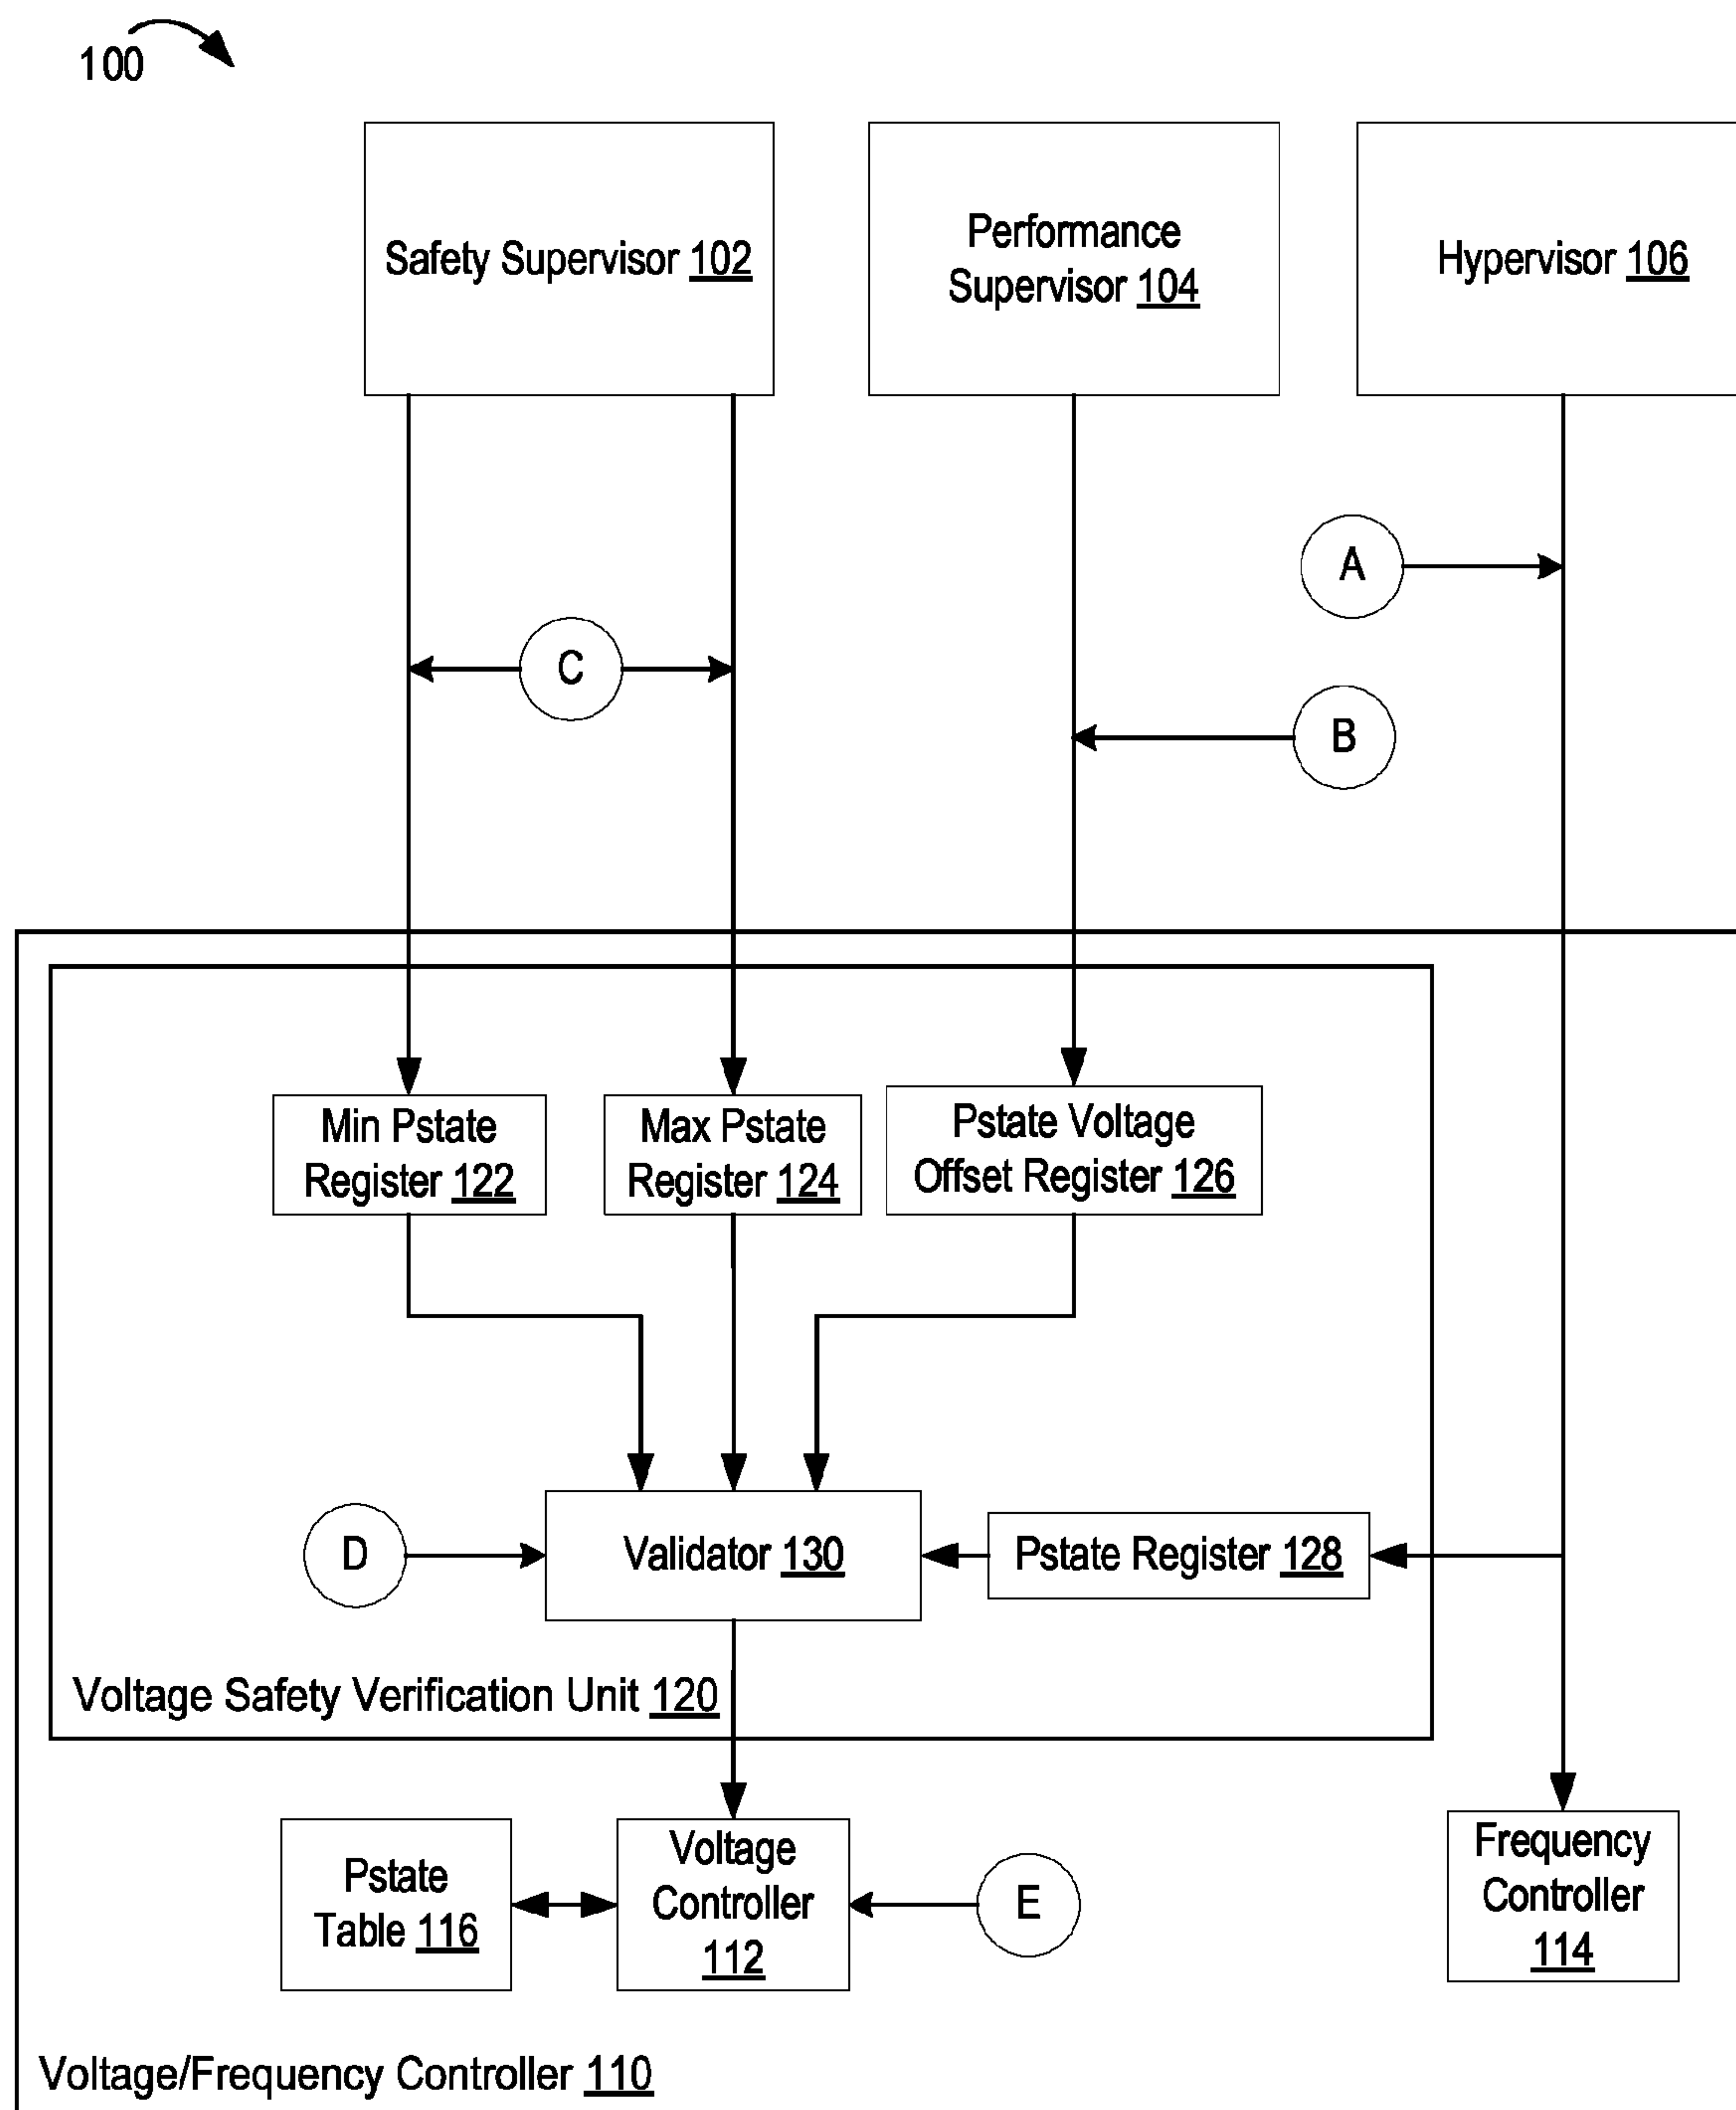 100
Safety Supervisor 102
Performance
Supervisor 104
Hypervisor 106
A
C
B
Min Pstate
Register 122
Max Pstate
Register 124
Pstate Voltage
Offset Register 126
D
Validator 130
Pstate Register 128
Voltage Safety Verification Unit 120
Pstate
Table 116
Voltage
Controller
112
E
Frequency
Controller
114
Voltage/Frequency Controller 110